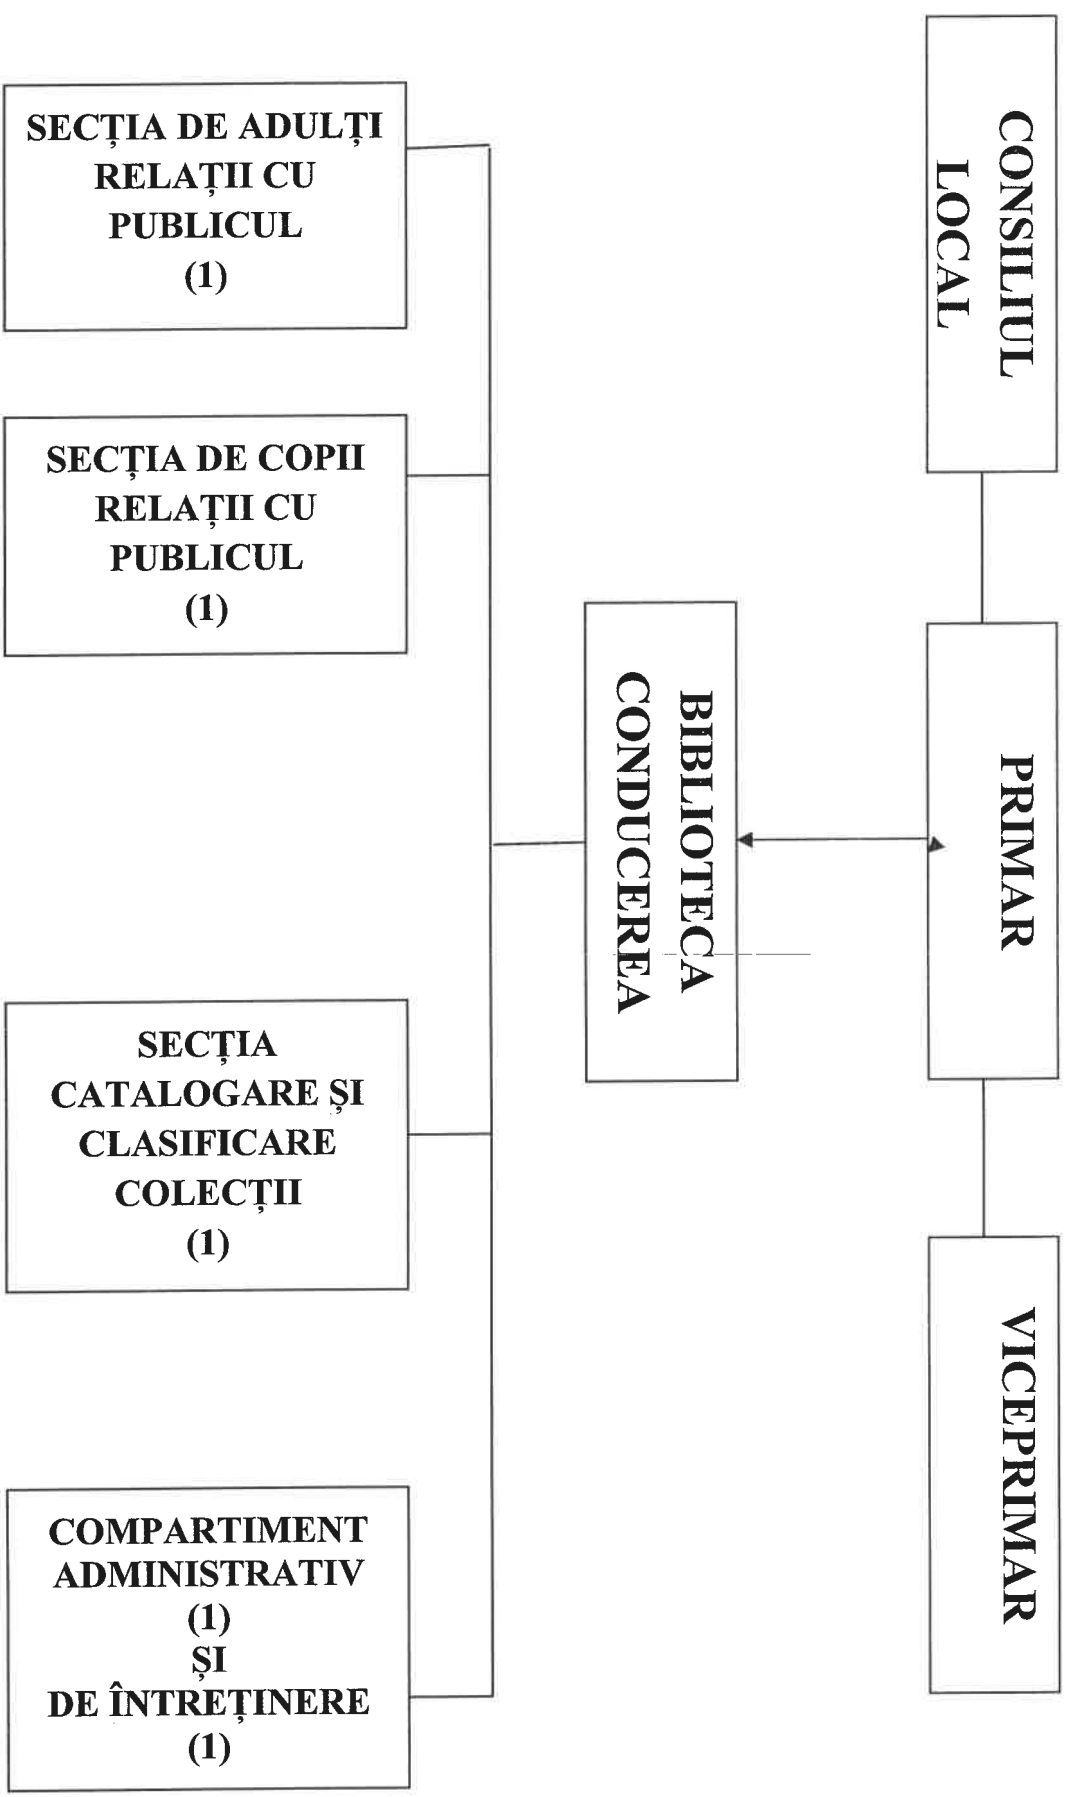 CONSILIUL
LOCAL
PRIMAR
VICEPRIMAR
BIBLIOTECA
CONDUCEREA
SECȚIA DE ADULȚI
RELAȚII CU
PUBLICUL
(1)
SECȚIA DE COPII
RELAȚII CU
PUBLICUL
(1)
SECȚIA
CATALOGARE ȘI
CLASIFICARE
COLECȚII
(1)
COMPARTIMENT
ADMINISTRATIV
(1)
ȘI
DE ÎNTREȚINERE
(1)